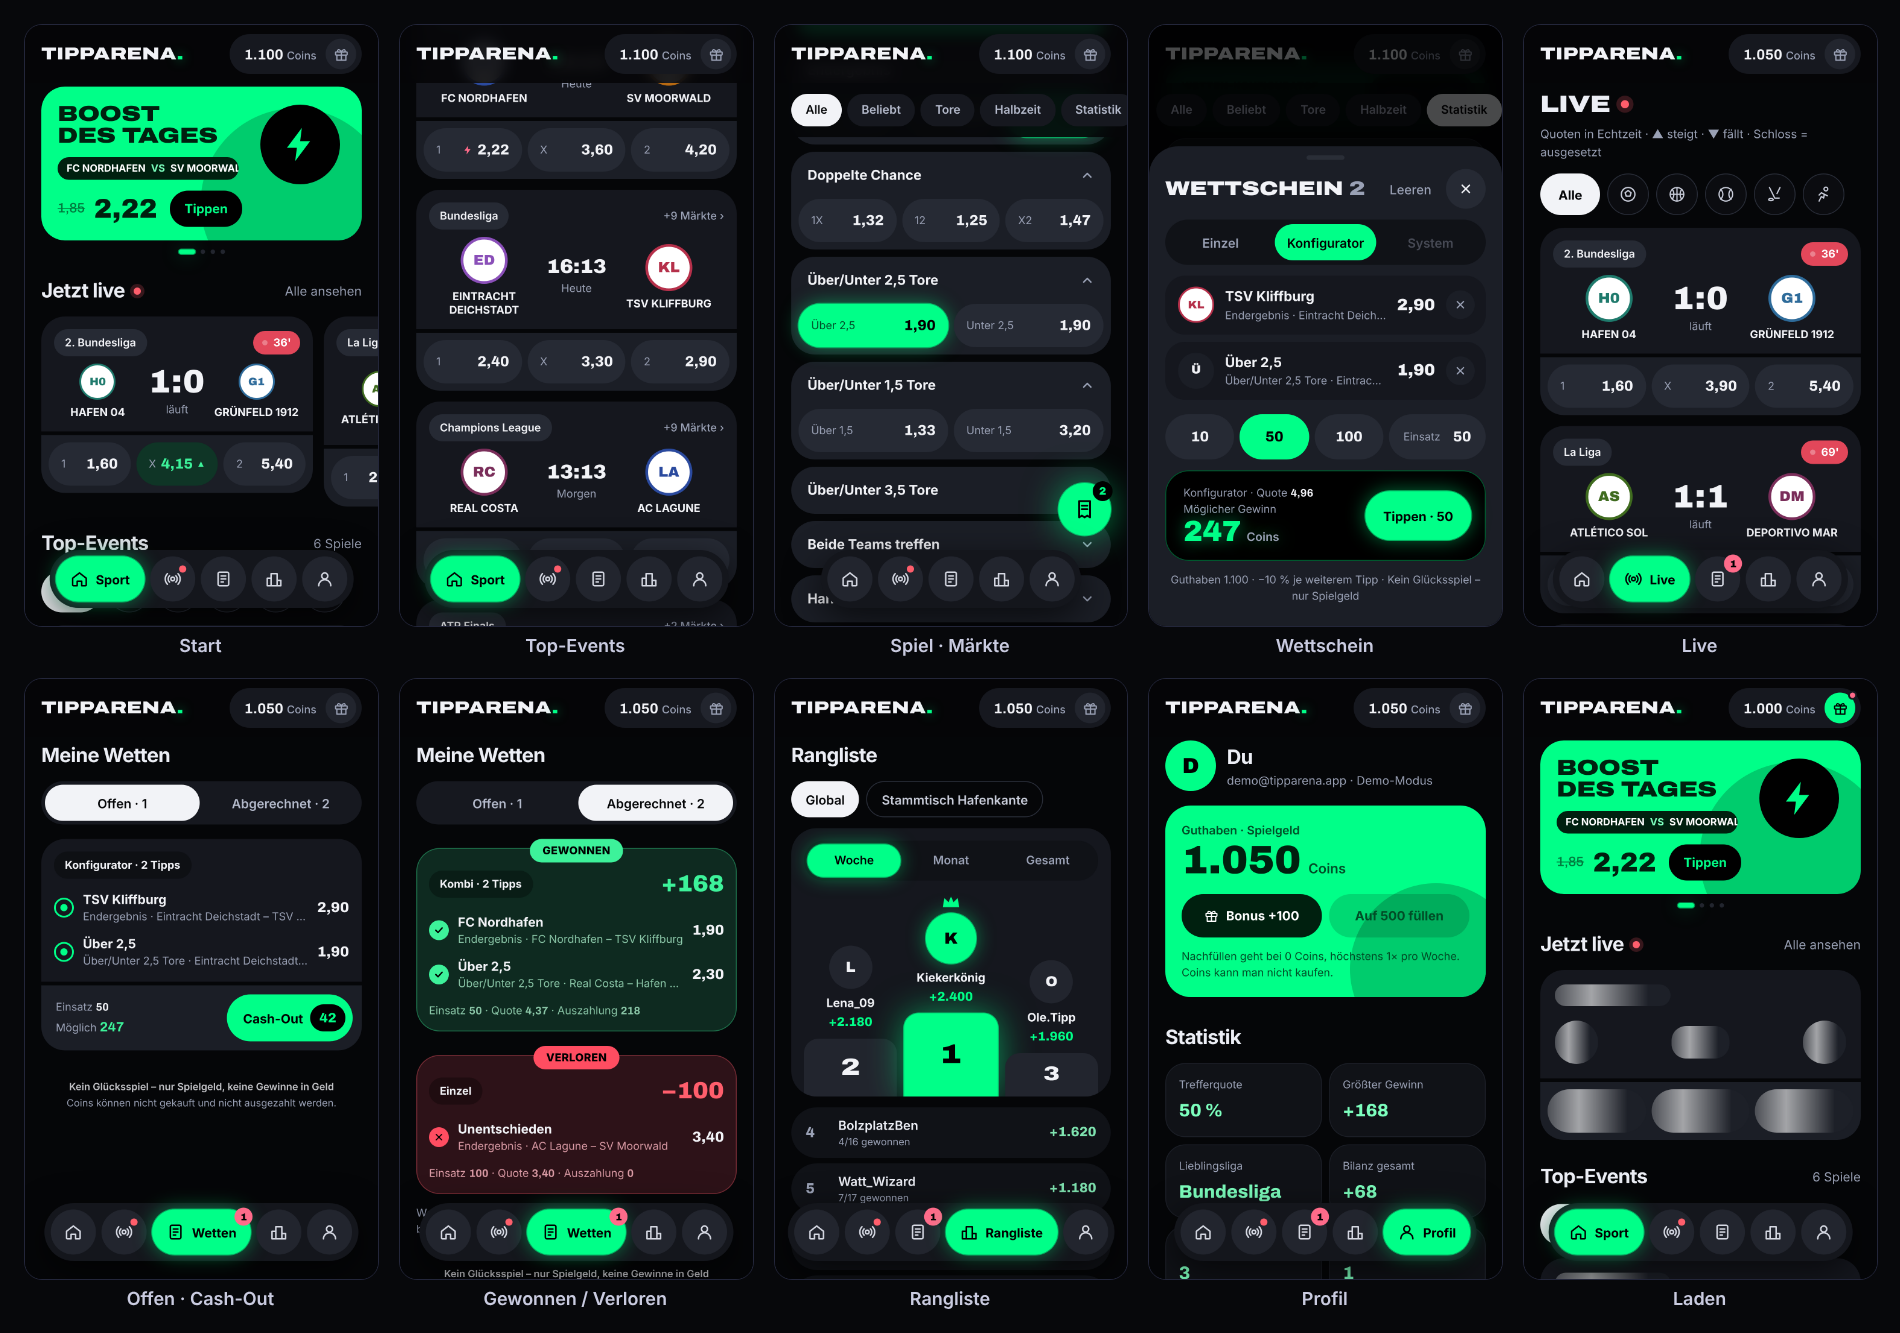 TIPPARENA.
1.100 Coins
BOOST
DES TAGES
FC NORDHAFEN VS SV MOORWAL
1,85 2,22 Tippen
Jetzt live
Alle ansehen
2. Bundesliga
36'
La Lig
H0 1:0 G1
HAFEN 04 läuft GRÜNFELD 1912
ATLÉTI
1 1,60 X 4,15 ▲ 2 5,40
1 2
Top-Events
6 Spiele
Sport
Start
TIPPARENA.
1.100 Coins
Heute
FC NORDHAFEN SV MOORWALD
1 2,22 X 3,60 2 4,20
Bundesliga
+9 Märkte ›
ED 16:13 KL
Heute
EINTRACHT
DEICHSTADT
TSV KLIFFBURG
1 2,40 X 3,30 2 2,90
Champions League
+9 Märkte ›
RC 13:13 LA
Morgen
REAL COSTA AC LAGUNE
Sport
ATP Finals
+2 Märkte ›
Top-Events
TIPPARENA.
1.100 Coins
Alle Beliebt Tore Halbzeit Statistik
Doppelte Chance
1X 1,32 12 1,25 X2 1,47
Über/Unter 2,5 Tore
Über 2,5 1,90 Unter 2,5 1,90
Über/Unter 1,5 Tore
Über 1,5 1,33 Unter 1,5 3,20
Über/Unter 3,5 Tore
2
Beide Teams treffen
Spiel · Märkte
TIPPARENA.
1.100 Coins
Alle Beliebt Tore Halbzeit Statistik
WETTSCHEIN 2
Leeren ×
Einzel Konfigurator System
KL TSV Kliffburg 2,90 ×
Endergebnis · Eintracht Deich...
Ü Über 2,5 1,90 ×
Über/Unter 2,5 Tore · Eintrac...
10 50 100 Einsatz 50
Konfigurator · Quote 4,96
Möglicher Gewinn
247 Coins
Tippen · 50
Guthaben 1.100 · −10 % je weiterem Tipp · Kein Glücksspiel –
nur Spielgeld
Wettschein
TIPPARENA.
1.050 Coins
LIVE
Quoten in Echtzeit · ▲ steigt · ▼ fällt · Schloss =
ausgesetzt
Alle
2. Bundesliga
36'
H0 1:0 G1
HAFEN 04 läuft GRÜNFELD 1912
1 1,60 X 3,90 2 5,40
La Liga
69'
AS 1:1 DM
ATLÉTICO SOL läuft DEPORTIVO MAR
Live
1
Live
TIPPARENA.
1.050 Coins
Meine Wetten
Offen · 1 Abgerechnet · 2
Konfigurator · 2 Tipps
TSV Kliffburg 2,90
Endergebnis · Eintracht Deichstadt – TSV ...
Über 2,5 1,90
Über/Unter 2,5 Tore · Eintracht Deichstadt...
Einsatz 50
Möglich 247
Cash-Out 42
Kein Glücksspiel – nur Spielgeld, keine Gewinne in Geld
Coins können nicht gekauft und nicht ausgezahlt werden.
Wetten 1
Offen · Cash-Out
TIPPARENA.
1.050 Coins
Meine Wetten
Offen · 1 Abgerechnet · 2
GEWONNEN
Kombi · 2 Tipps +168
FC Nordhafen 1,90
Endergebnis · FC Nordhafen – TSV Kliffburg
Über 2,5 2,30
Über/Unter 2,5 Tore · Real Costa – Hafen ...
Einsatz 50 · Quote 4,37 · Auszahlung 218
VERLOREN
Einzel −100
Unentschieden 3,40
Endergebnis · AC Lagune – SV Moorwald
Einsatz 100 · Quote 3,40 · Auszahlung 0
Wetten 1
Kein Glücksspiel – nur Spielgeld, keine Gewinne in Geld
Gewonnen / Verloren
TIPPARENA.
1.050 Coins
Rangliste
Global Stammtisch Hafenkante
Woche Monat Gesamt
K
Kiekerkönig
+2.400
L
Lena_09
+2.180
O
Ole.Tipp
+1.960
2 1 3
4 BolzplatzBen +1.620
4/16 gewonnen
5 Watt_Wizard +1.180
7/17 gewonnen
1
Rangliste
Rangliste
TIPPARENA.
1.050 Coins
D Du
demo@tipparena.app · Demo-Modus
Guthaben · Spielgeld
1.050 Coins
Bonus +100 Auf 500 füllen
Nachfüllen geht bei 0 Coins, höchstens 1× pro Woche.
Coins kann man nicht kaufen.
Statistik
Trefferquote
50 %
Größter Gewinn
+168
Lieblingsliga
Bundesliga
Bilanz gesamt
+68
1
Profil
3 1
Profil
TIPPARENA.
1.000 Coins
BOOST
DES TAGES
FC NORDHAFEN VS SV MOORWAL
1,85 2,22 Tippen
Jetzt live
Alle ansehen
Top-Events
6 Spiele
Sport
Laden